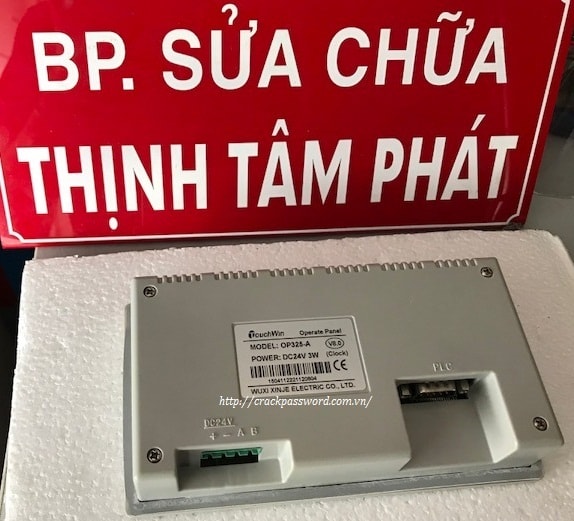 BP. SỬA CHỮA
THỊNH TÂM PHÁT
TouchWin Operate Panel
MODEL: OP325-A V8.0
POWER: DC24V 3W (Clock)
1504112221120804
CE
WUXI XINJE ELECTRIC CO., LTD.
http://crackpassword.com.vn/
PLC
DC24V
+ - A B